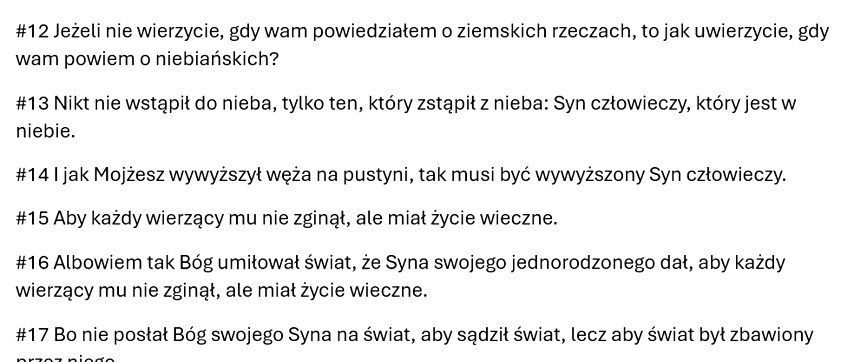 #12 Jeżeli nie wierzycie, gdy wam powiedziałem o ziemskich rzeczach, to jak uwierzycie, gdy
wam powiem o niebiańskich?
#13 Nikt nie wstąpił do nieba, tylko ten, który zstąpił z nieba: Syn człowieczy, który jest w
niebie.
#14 I jak Mojżesz wywyższył węża na pustyni, tak musi być wywyższony Syn człowieczy.
#15 Aby każdy wierzący mu nie zginął, ale miał życie wieczne.
#16 Albowiem tak Bóg umiłował świat, że Syna swojego jednorodzonego dał, aby każdy
wierzący mu nie zginął, ale miał życie wieczne.
#17 Bo nie posłał Bóg swojego Syna na świat, aby sądził świat, lecz aby świat był zbawiony
przez niego.